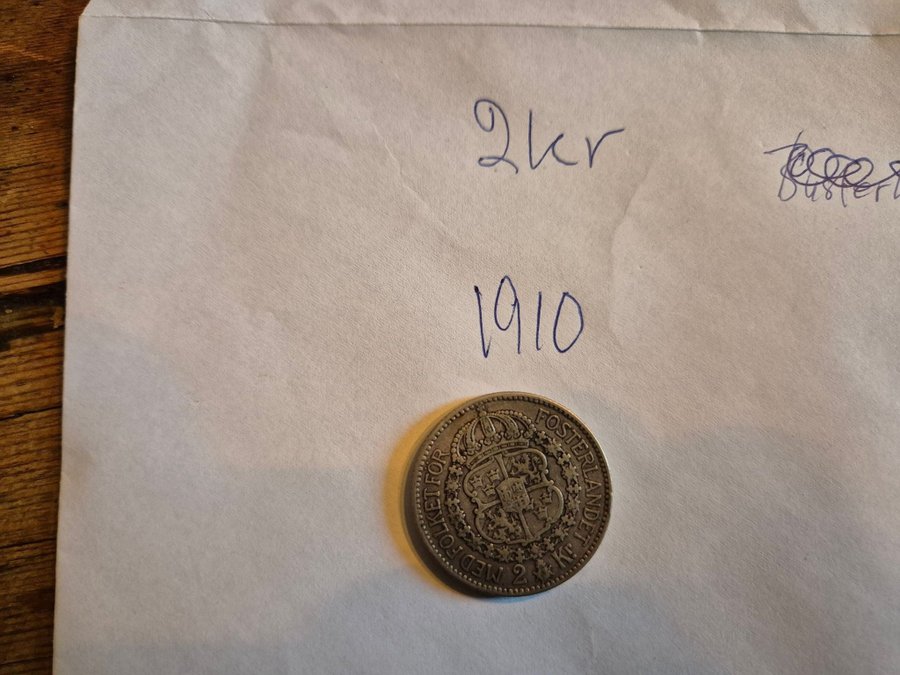 2kr
1910
MED FOLKET FÖR FOSTERLANDET
2 Kr